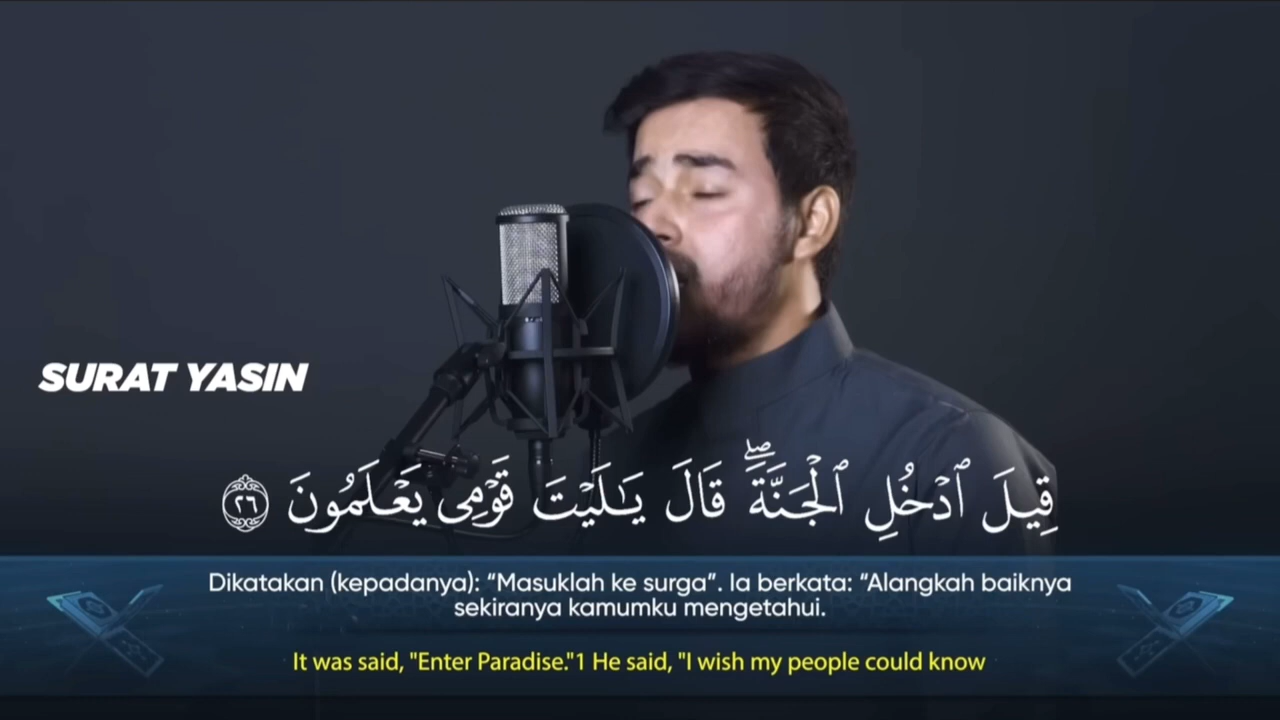 SURAT YASIN
قِيلَ ٱدْخُلِ ٱلْجَنَّةَ ۖ قَالَ يَـٰلَيْتَ قَوْمِى يَعْلَمُونَ ٢٦
Dikatakan (kepadanya): “Masuklah ke surga”. Ia berkata: “Alangkah baiknya
sekiranya kamumku mengetahui.
It was said, "Enter Paradise."1 He said, "I wish my people could know